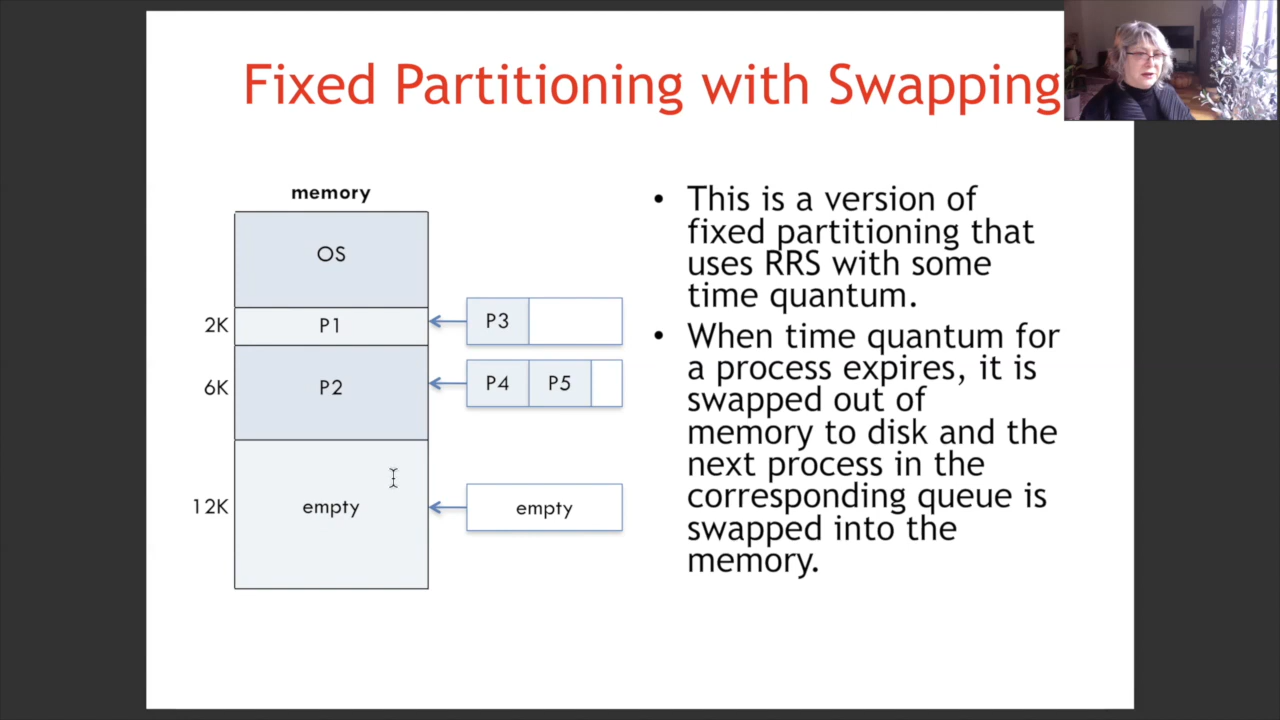 Fixed Partitioning with Swapping
memory
OS
2K
P1
P3
6K
P2
P4
P5
12K
empty
empty
• This is a version of
fixed partitioning that
uses RRS with some
time quantum.
• When time quantum for
a process expires, it is
swapped out of
memory to disk and the
next process in the
corresponding queue is
swapped into the
memory.